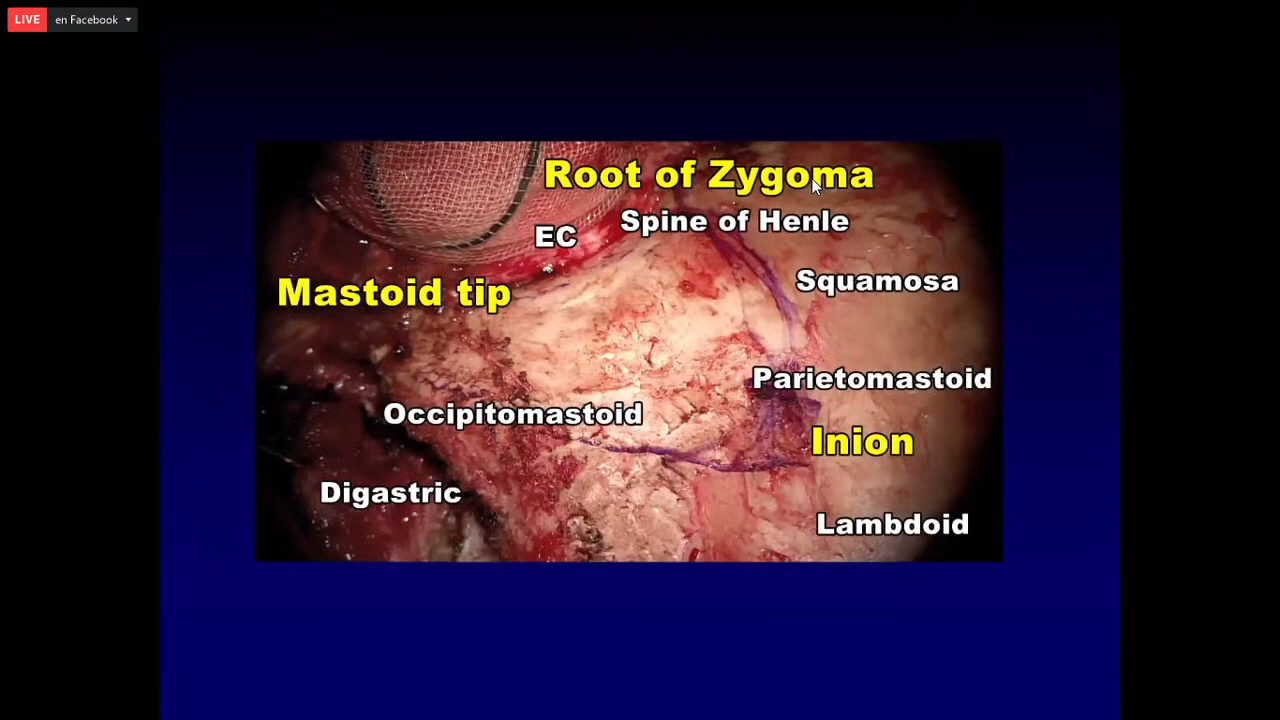 LIVE en Facebook
Root of Zygoma
Spine of Henle
EC
Squamosa
Mastoid tip
Parietomastoid
Occipitomastoid
Inion
Digastric
Lambdoid